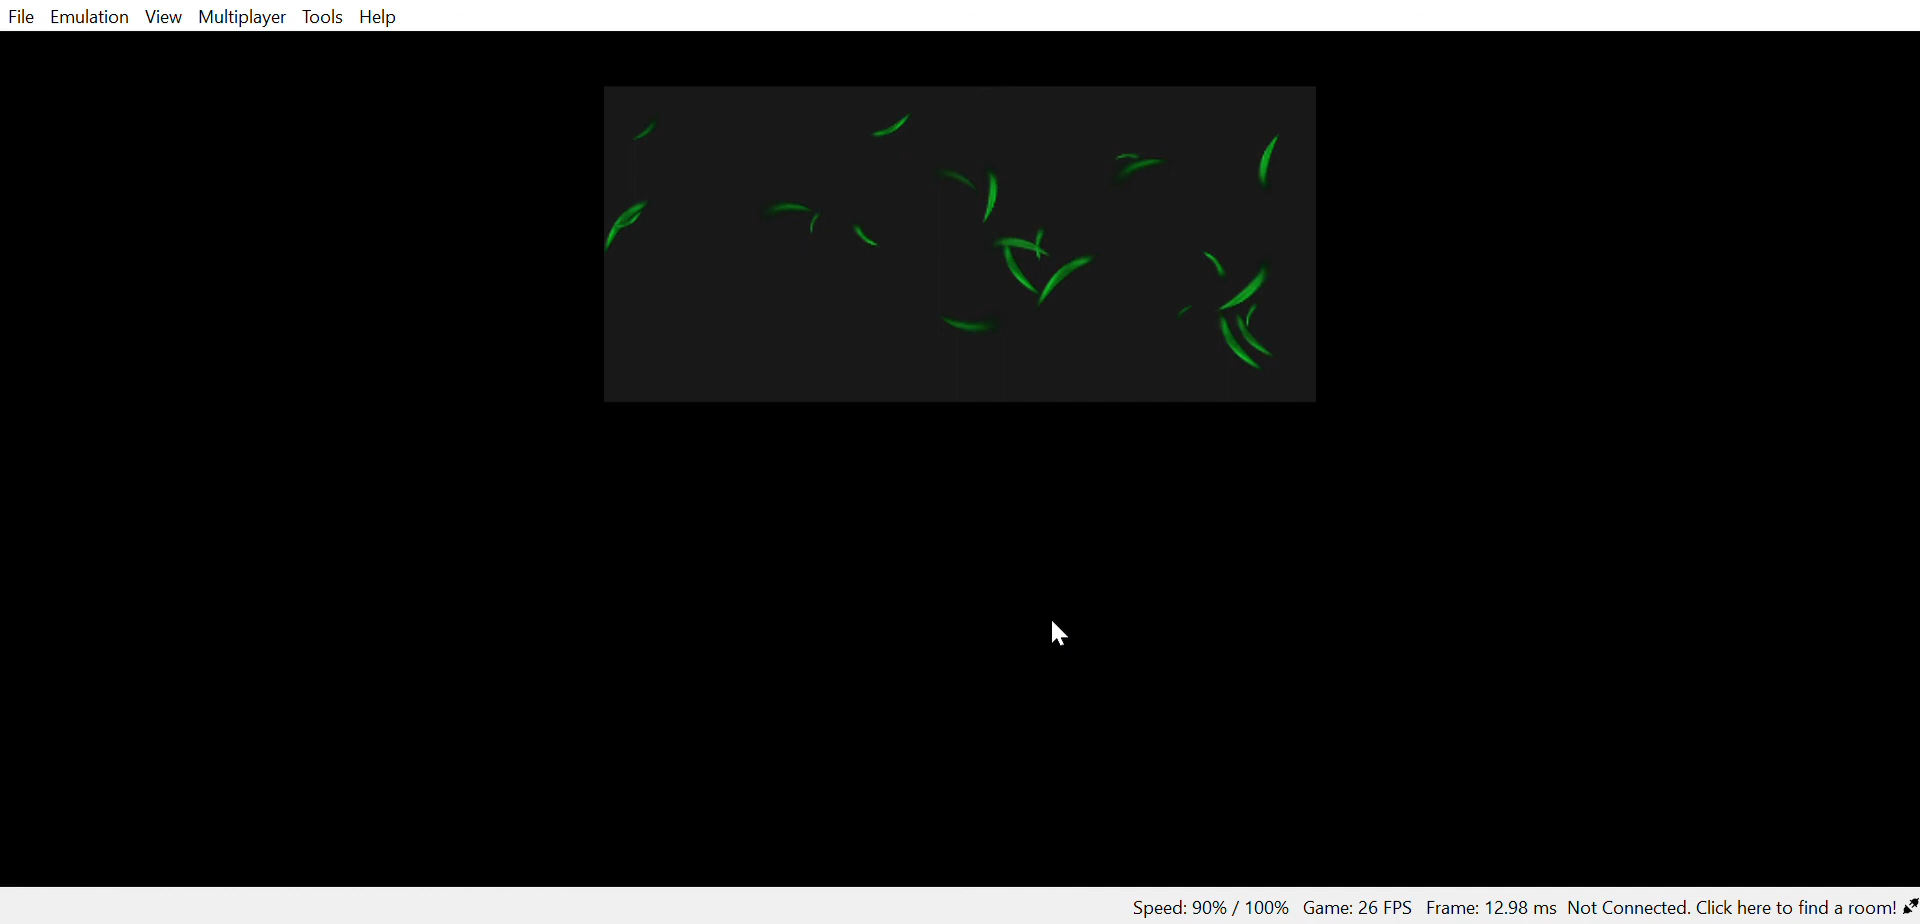 File Emulation View Multiplayer Tools Help
Speed: 90% / 100% Game: 26 FPS Frame: 12.98 ms Not Connected. Click here to find a room!